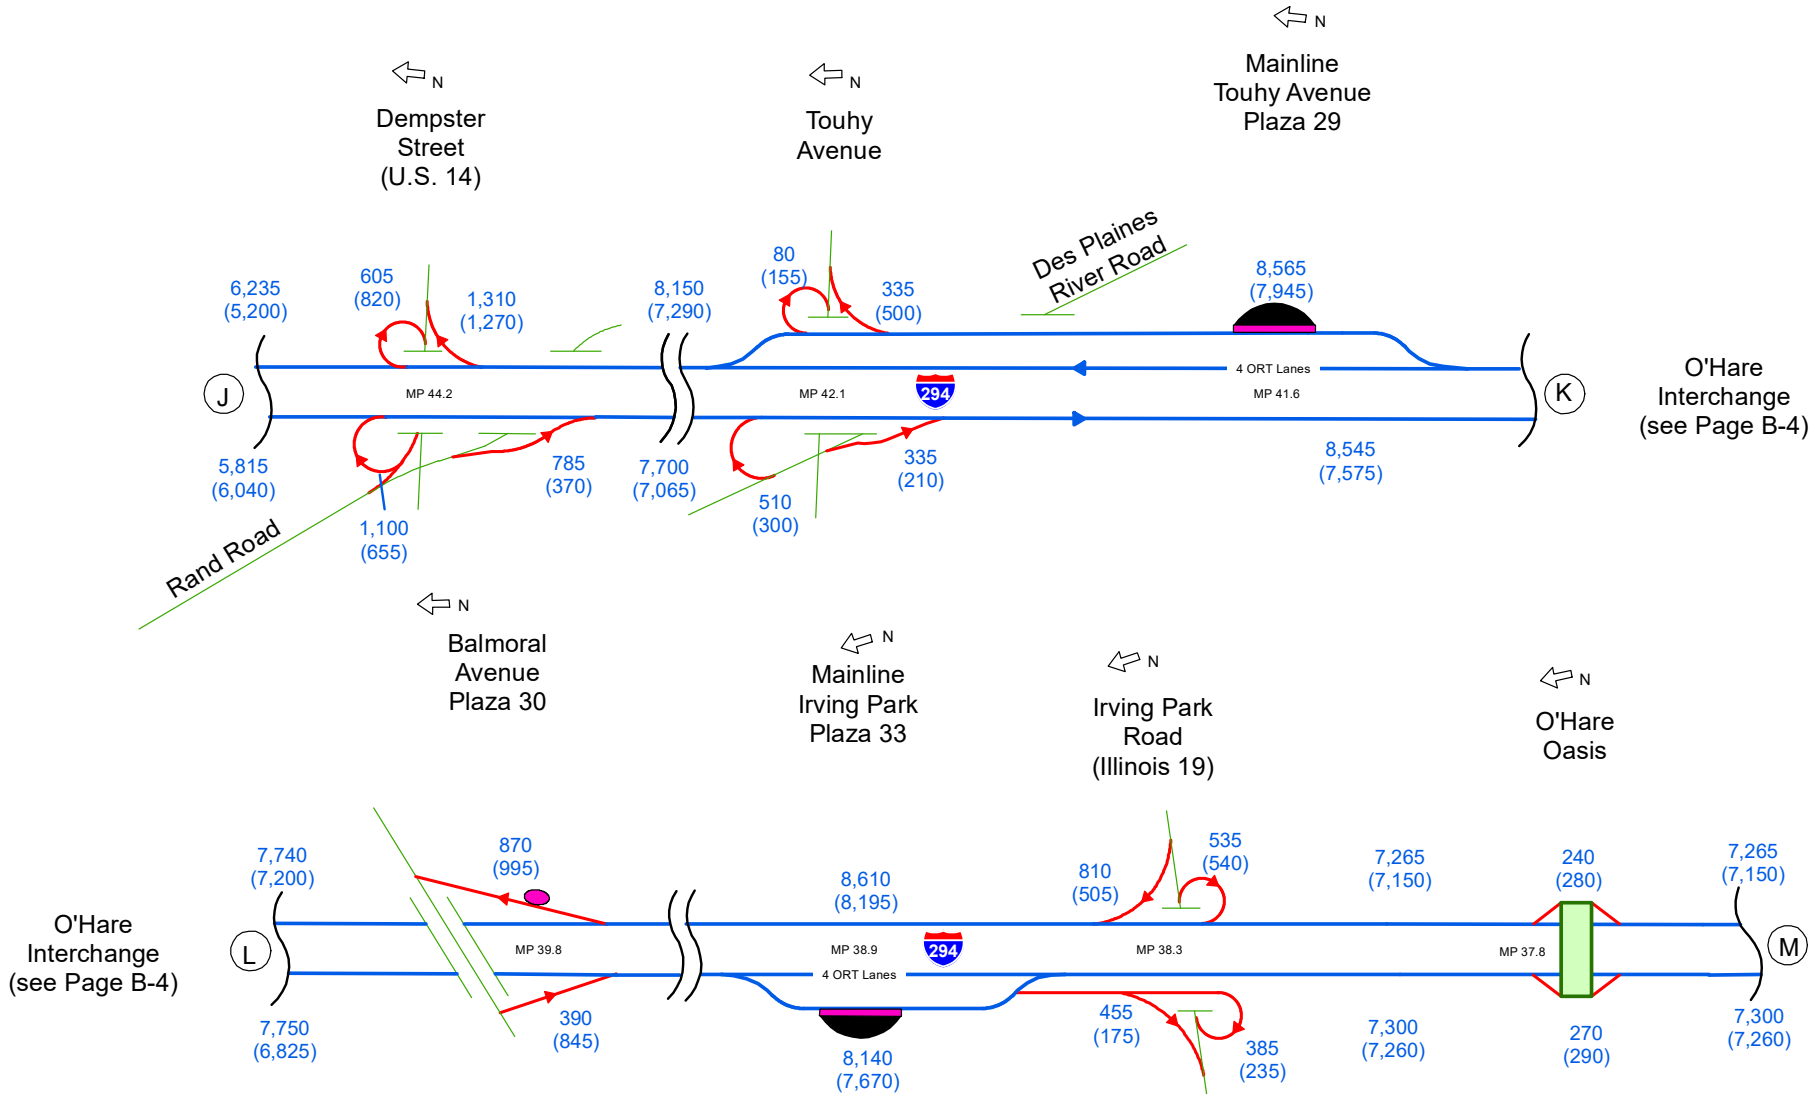 N
Mainline
Touhy Avenue
Plaza 29
N
Dempster
Street
(U.S. 14)
N
Touhy
Avenue
Des Plaines
River Road
6,235
(5,200)
605
(820)
1,310
(1,270)
8,150
(7,290)
80
(155)
335
(500)
8,565
(7,945)
4 ORT Lanes
J
MP 44.2
MP 42.1
294
MP 41.6
K
O'Hare
Interchange
(see Page B-4)
5,815
(6,040)
1,100
(655)
785
(370)
7,700
(7,065)
510
(300)
335
(210)
8,545
(7,575)
Rand Road
N
Balmoral
Avenue
Plaza 30
N
Mainline
Irving Park
Plaza 33
N
Irving Park
Road
(Illinois 19)
N
O'Hare
Oasis
7,740
(7,200)
870
(995)
8,610
(8,195)
810
(505)
535
(540)
7,265
(7,150)
240
(280)
7,265
(7,150)
O'Hare
Interchange
(see Page B-4)
L
MP 39.8
MP 38.9
294
MP 38.3
MP 37.8
M
4 ORT Lanes
7,750
(6,825)
390
(845)
8,140
(7,670)
455
(175)
385
(235)
7,300
(7,260)
270
(290)
7,300
(7,260)